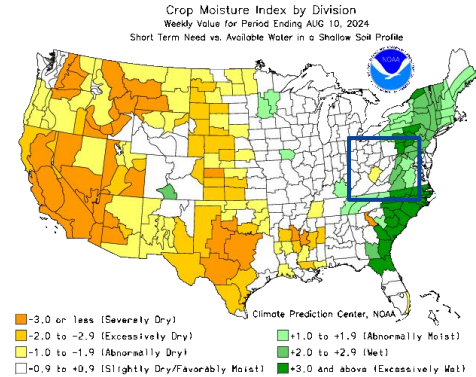 Crop Moisture Index by Division
Weekly Value for Period Ending AUG 10, 2024
Short Term Need vs. Available Water in a Shallow Soil Profile
NOAA
Climate Prediction Center, NOAA
-3.0 or less (Severely Dry)
-2.0 to -2.9 (Excessively Dry)
-1.0 to -1.9 (Abnormally Dry)
-0.9 to +0.9 (Slightly Dry/Favorably Moist)
+1.0 to +1.9 (Abnormally Moist)
+2.0 to +2.9 (Wet)
+3.0 and above (Excessively Wet)